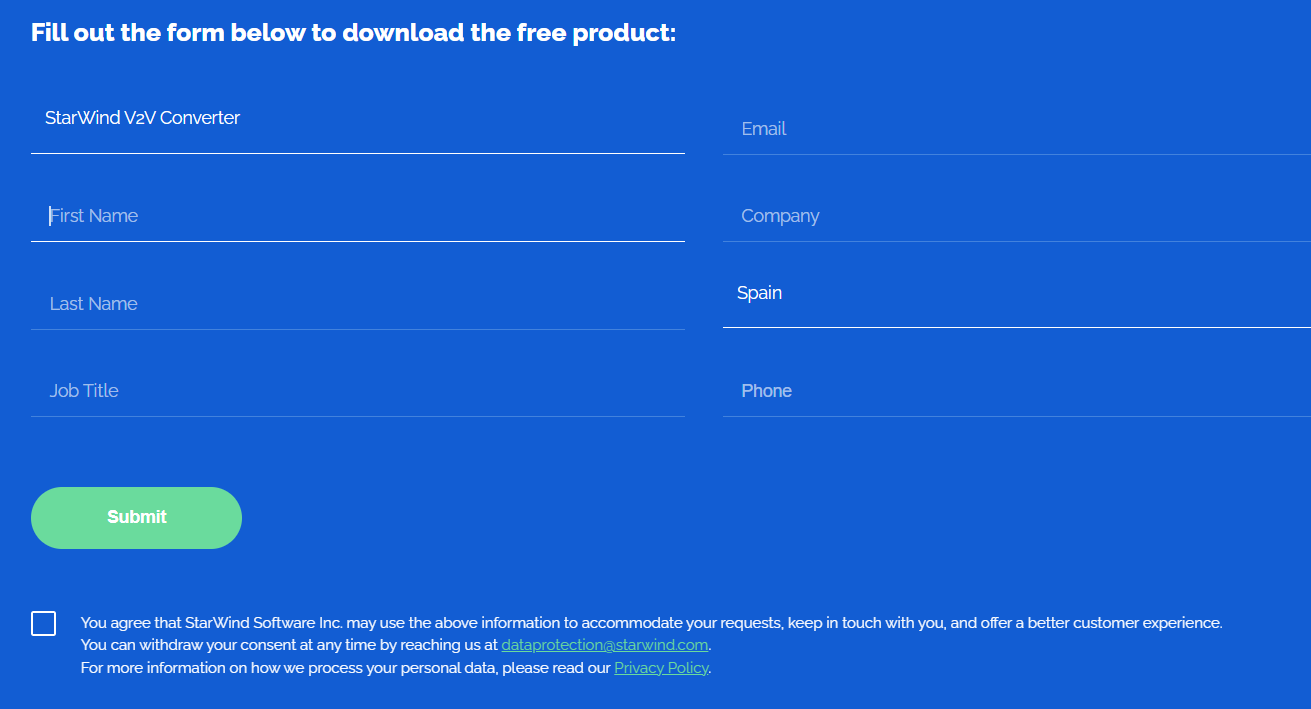 Fill out the form below to download the free product:
StarWind V2V Converter
Email
First Name
Company
Last Name
Spain
Job Title
Phone
Submit
You agree that StarWind Software Inc. may use the above information to accommodate your requests, keep in touch with you, and offer a better customer experience.
You can withdraw your consent at any time by reaching us at dataprotection@starwind.com.
For more information on how we process your personal data, please read our Privacy Policy.